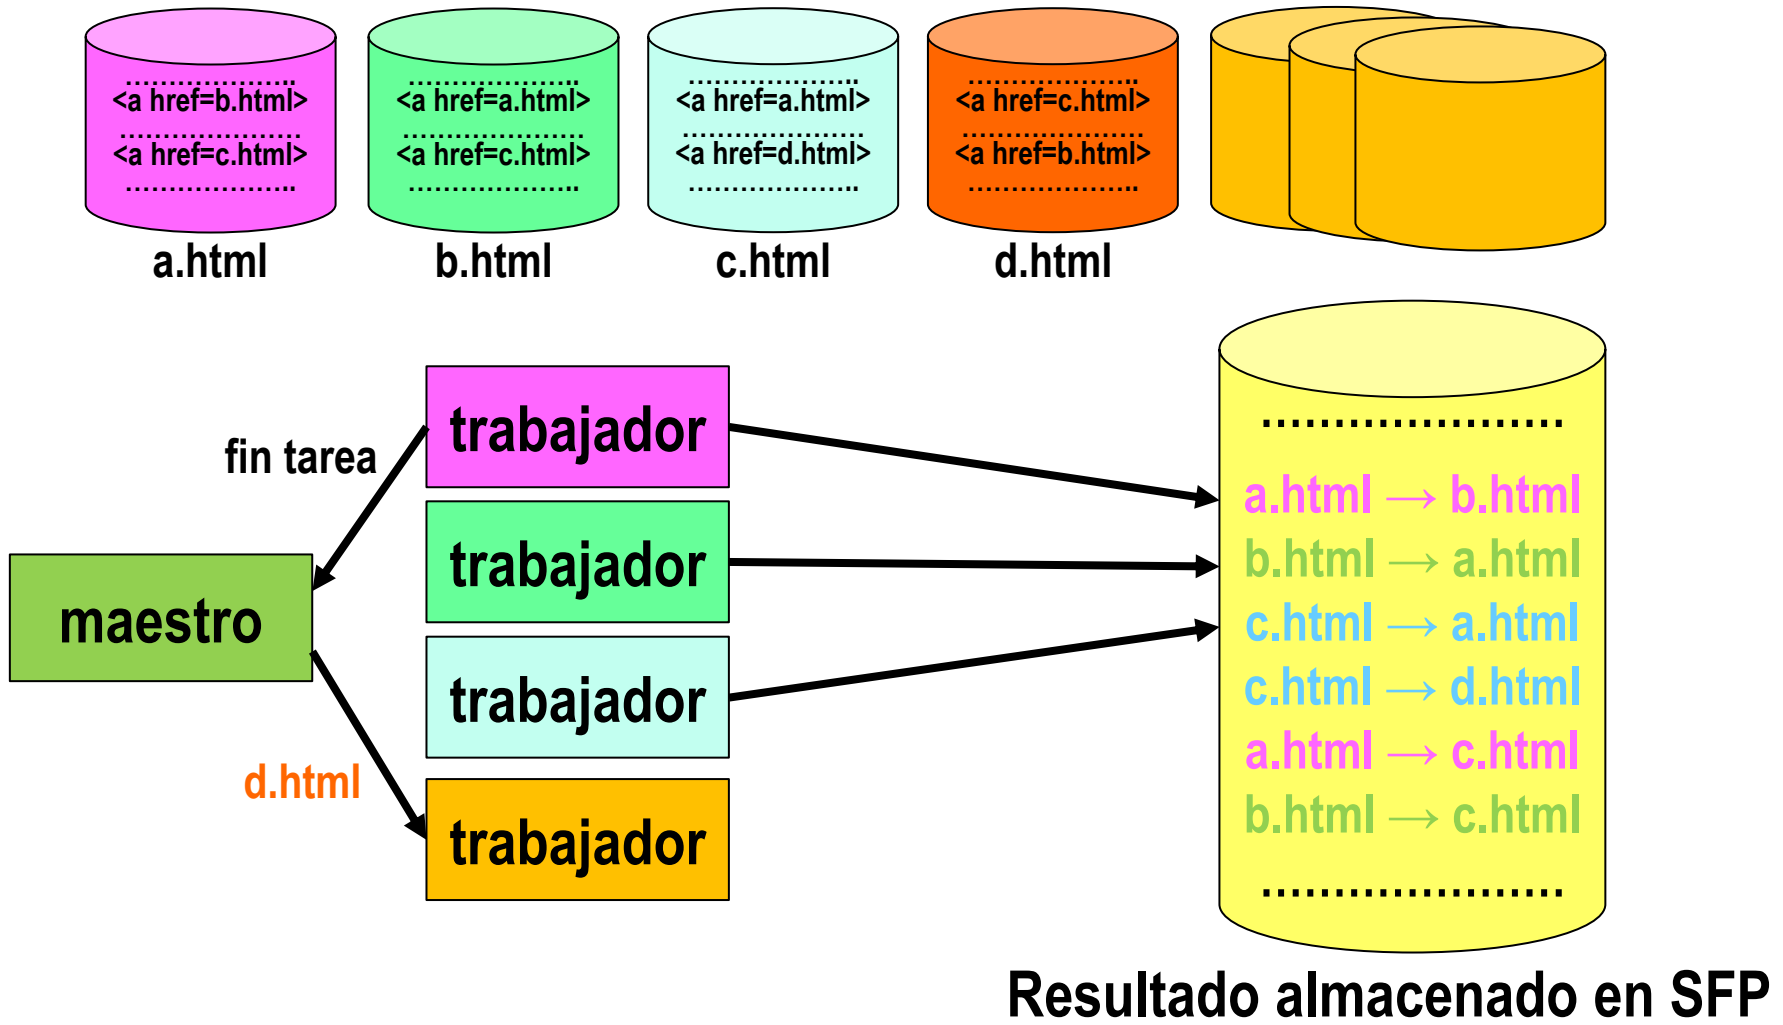 ………………..
<a href=b.html>
…………………
<a href=c.html>
………………..
a.html
………………..
<a href=a.html>
…………………
<a href=c.html>
………………..
b.html
………………..
<a href=a.html>
…………………
<a href=d.html>
………………..
c.html
………………..
<a href=c.html>
…………………
<a href=b.html>
………………..
d.html
fin tarea
maestro
d.html
trabajador
trabajador
trabajador
trabajador
…………………
a.html → b.html
b.html → a.html
c.html → a.html
c.html → d.html
a.html → c.html
b.html → c.html
…………………
Resultado almacenado en SFP